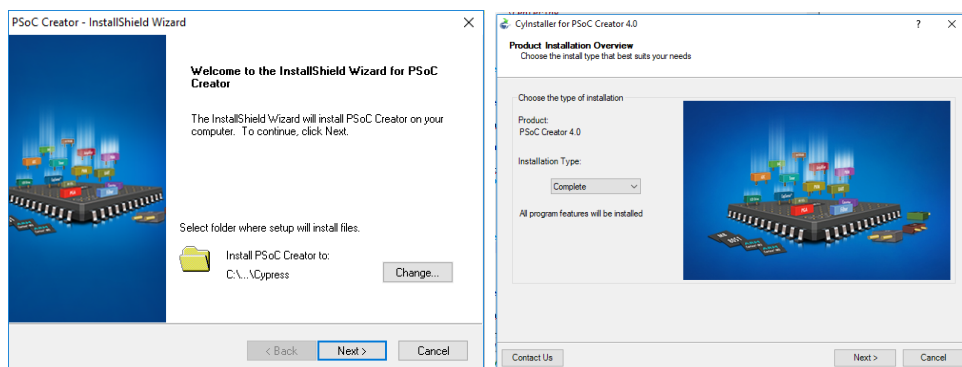 PSoC Creator - InstallShield Wizard
Welcome to the InstallShield Wizard for PSoC
Creator
The InstallShield Wizard will install PSoC Creator on your
computer. To continue, click Next.
Select folder where setup will install files.
Install PSoC Creator to:
C:\...\Cypress
Change...
< Back
Next >
Cancel
CyInstaller for PSoC Creator 4.0
Product Installation Overview
Choose the install type that best suits your needs
Choose the type of installation
Product:
PSoC Creator 4.0
Installation Type:
Complete
All program features will be installed
Contact Us
Next >
Cancel